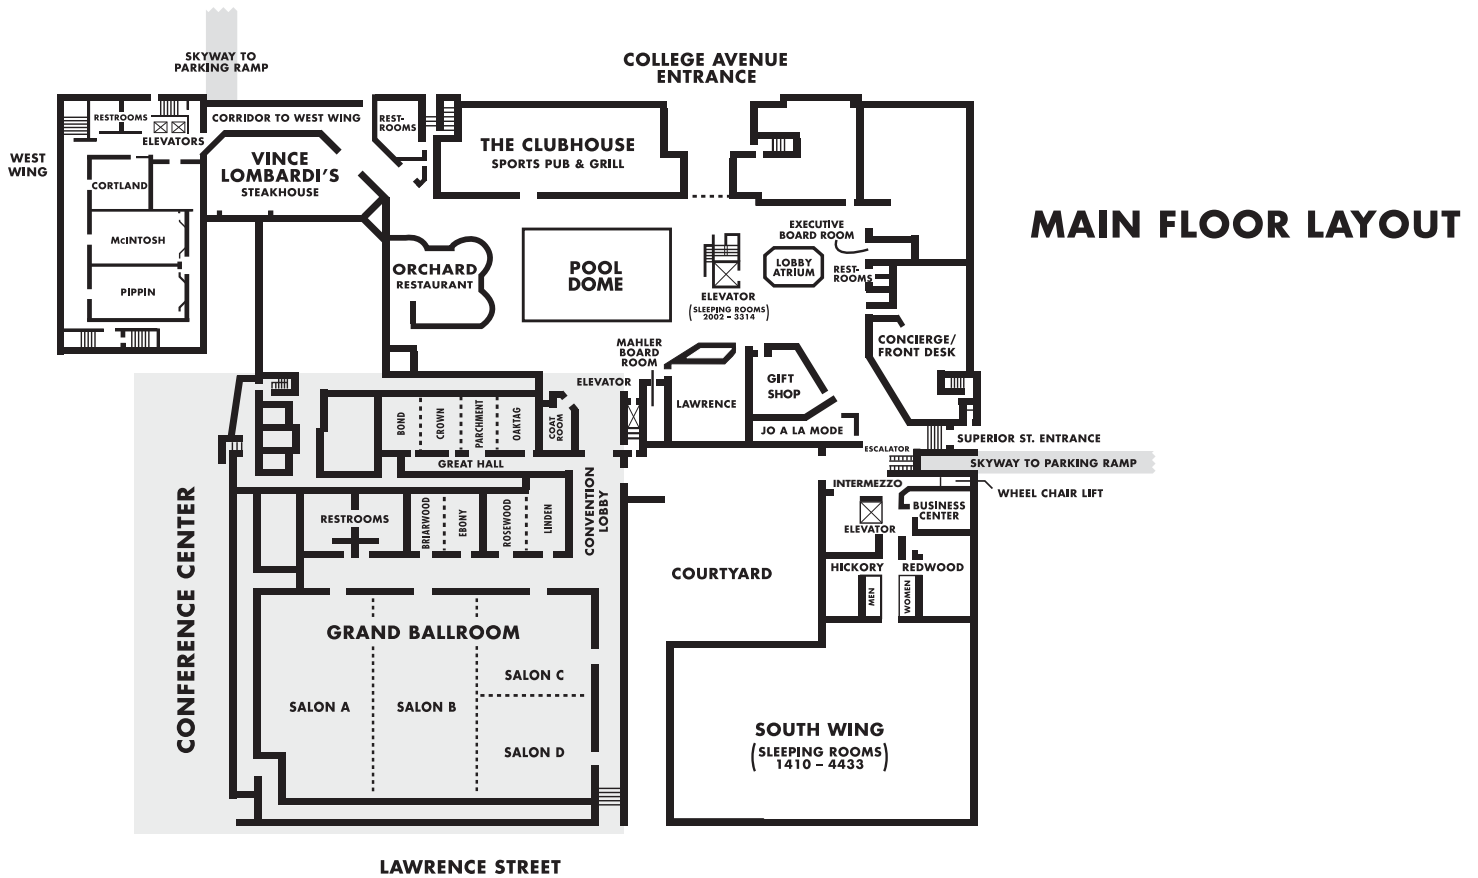 SKYWAY TO
PARKING RAMP
COLLEGE AVENUE
ENTRANCE
RESTROOMS
CORRIDOR TO WEST WING
REST-
ROOMS
ELEVATORS
WEST
WING
VINCE
LOMBARDI'S
STEAKHOUSE
THE CLUBHOUSE
SPORTS PUB & GRILL
CORTLAND
McINTOSH
PIPPIN
MAIN FLOOR LAYOUT
EXECUTIVE
BOARD ROOM
LOBBY
ATRIUM
REST-
ROOMS
ORCHARD
RESTAURANT
POOL
DOME
ELEVATOR
(SLEEPING ROOMS
2002 – 3314)
CONCIERGE/
FRONT DESK
MAHLER
BOARD
ROOM
ELEVATOR
LAWRENCE
GIFT
SHOP
JO A LA MODE
BOND
CROWN
PARCHMENT
OAKTAG
COAT
ROOM
GREAT HALL
ESCALATOR
SUPERIOR ST. ENTRANCE
SKYWAY TO PARKING RAMP
WHEEL CHAIR LIFT
INTERMEZZO
BUSINESS
CENTER
ELEVATOR
HICKORY
REDWOOD
MEN
WOMEN
CONVENTION
LOBBY
RESTROOMS
BRIARWOOD
EBONY
ROSEWOOD
LINDEN
COURTYARD
CONFERENCE CENTER
GRAND BALLROOM
SALON A
SALON B
SALON C
SALON D
SOUTH WING
(SLEEPING ROOMS
1410 – 4433)
LAWRENCE STREET